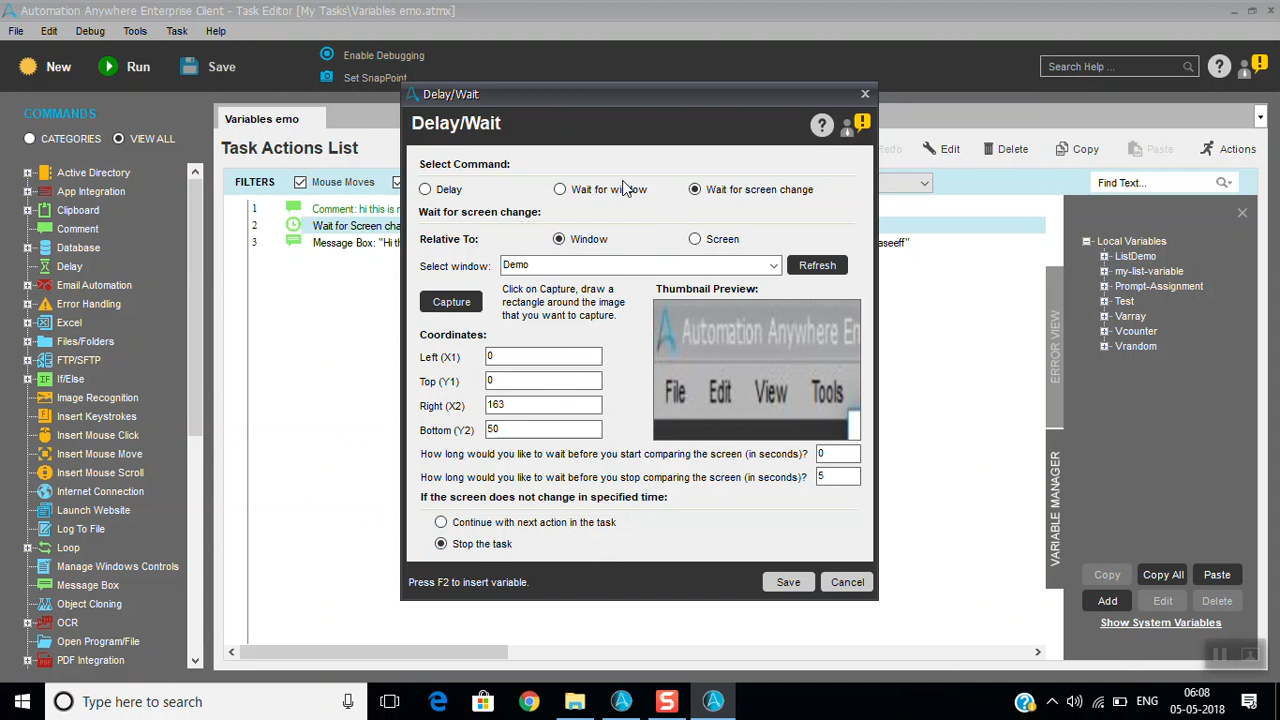 Automation Anywhere Enterprise Client - Task Editor [My Tasks\Variables emo.atmx]
File Edit Debug Tools Task Help
New Run Save Enable Debugging
Set SnapPoint
Search Help ...
COMMANDS
CATEGORIES VIEW ALL
Active Directory
App Integration
Clipboard
Comment
Database
Delay
Email Automation
Error Handling
Excel
Files/Folders
FTP/SFTP
If/Else
Image Recognition
Insert Keystrokes
Insert Mouse Click
Insert Mouse Move
Insert Mouse Scroll
Internet Connection
Launch Website
Log To File
Loop
Manage Windows Controls
Message Box
Object Cloning
OCR
Open Program/File
PDF Integration
Variables emo
Task Actions List
Edit Delete Copy Paste Actions
FILTERS Mouse Moves
Find Text...
1 Comment: hi this is
2 Wait for Screen cha
3 Message Box: "Hi th
aseeff"
Delay/Wait
Delay/Wait
Select Command:
Delay Wait for window Wait for screen change
Wait for screen change:
Relative To: Window Screen
Select window: Demo Refresh
Capture
Click on Capture, draw a
rectangle around the image
that you want to capture.
Thumbnail Preview:
Automation Anywhere En
File Edit View Tools
Coordinates:
Left (X1) 0
Top (Y1) 0
Right (X2) 163
Bottom (Y2) 50
How long would you like to wait before you start comparing the screen (in seconds)? 0
How long would you like to wait before you stop comparing the screen (in seconds)? 5
If the screen does not change in specified time:
Continue with next action in the task
Stop the task
Press F2 to insert variable.
Save Cancel
ERROR VIEW
VARIABLE MANAGER
Local Variables
ListDemo
my-list-variable
Prompt-Assignment
Test
Varray
Vcounter
Vrandom
Copy Copy All Paste
Add Edit Delete
Show System Variables
Type here to search
ENG
06:08
05-05-2018